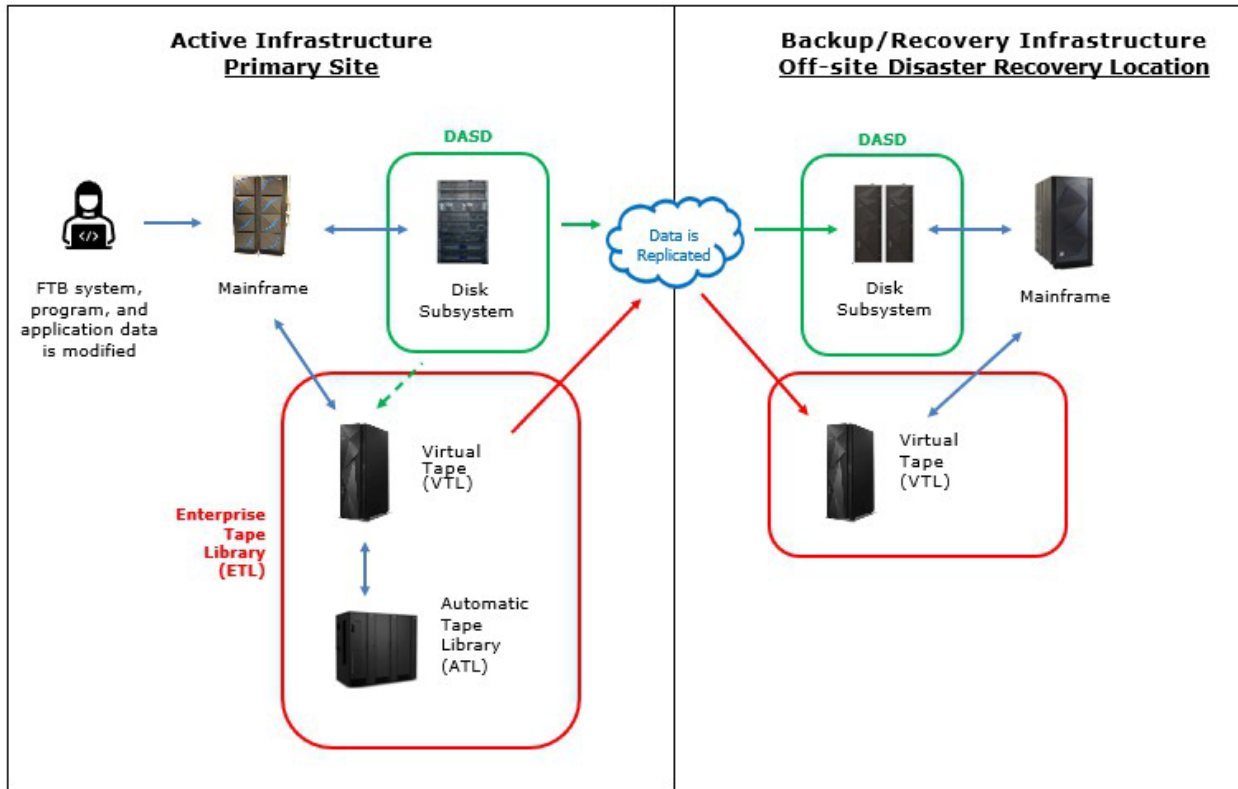 Active Infrastructure
Primary Site
Backup/Recovery Infrastructure
Off-site Disaster Recovery Location
DASD
DASD
</>
Data is
Replicated
FTB system,
program, and
application data
is modified
Mainframe
Disk
Subsystem
Disk
Subsystem
Mainframe
Virtual
Tape
(VTL)
Virtual
Tape
(VTL)
Enterprise
Tape
Library
(ETL)
Automatic
Tape
Library
(ATL)